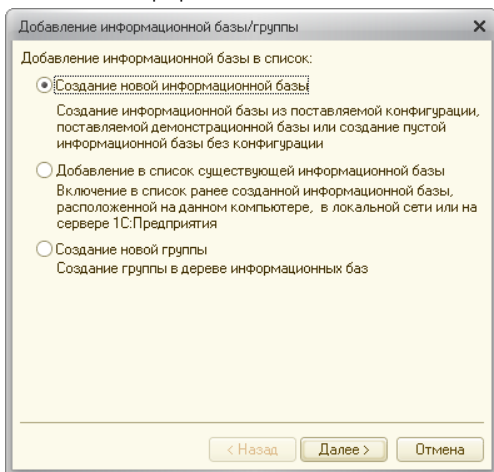 Добавление информационной базы/группы
Добавление информационной базы в список:
Создание новой информационной базы
Создание информационной базы из поставляемой конфигурации,
поставляемой демонстрационной базы или создание пустой
информационной базы без конфигурации
Добавление в список существующей информационной базы
Включение в список ранее созданной информационной базы,
расположенной на данном компьютере, в локальной сети или на
сервере 1С:Предприятия
Создание новой группы
Создание группы в дереве информационных баз
< Назад Далее > Отмена